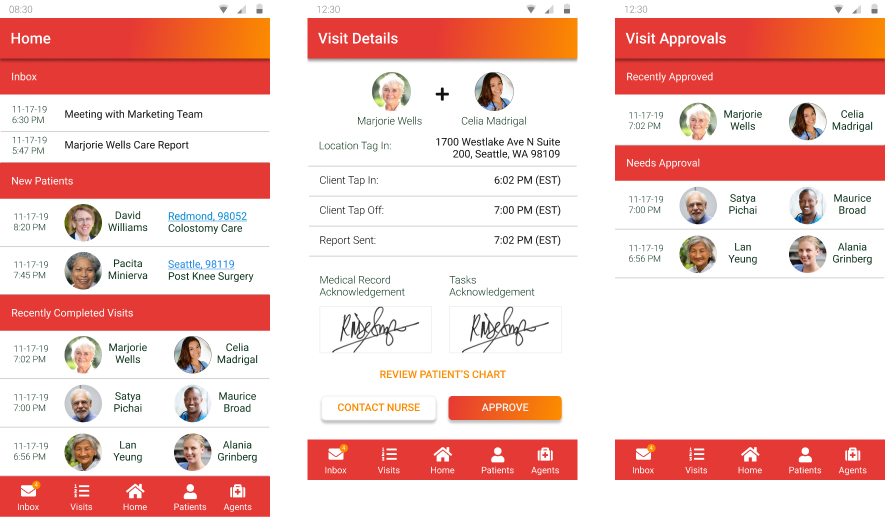 08:30
Home
Inbox
11-17-19
6:30 PM
Meeting with Marketing Team
11-17-19
5:47 PM
Marjorie Wells Care Report
New Patients
11-17-19
8:20 PM
David
Williams
Redmond, 98052
Colostomy Care
11-17-19
7:45 PM
Pacita
Minierva
Seattle, 98119
Post Knee Surgery
Recently Completed Visits
11-17-19
7:02 PM
Marjorie
Wells
Celia
Madrigal
11-17-19
7:00 PM
Satya
Pichai
Maurice
Broad
11-17-19
6:56 PM
Lan
Yeung
Alania
Grinberg
4
Inbox
Visits
Home
Patients
Agents
12:30
Visit Details
Marjorie Wells
Celia Madrigal
Location Tag In:
1700 Westlake Ave N Suite
200, Seattle, WA 98109
Client Tap In:
6:02 PM (EST)
Client Tap Off:
7:00 PM (EST)
Report Sent:
7:02 PM (EST)
Medical Record
Acknowledgement
Tasks
Acknowledgement
REVIEW PATIENT'S CHART
CONTACT NURSE
APPROVE
4
Inbox
Visits
Home
Patients
Agents
12:30
Visit Approvals
Recently Approved
11-17-19
7:02 PM
Marjorie
Wells
Celia
Madrigal
Needs Approval
11-17-19
7:00 PM
Satya
Pichai
Maurice
Broad
11-17-19
6:56 PM
Lan
Yeung
Alania
Grinberg
4
Inbox
Visits
Home
Patients
Agents